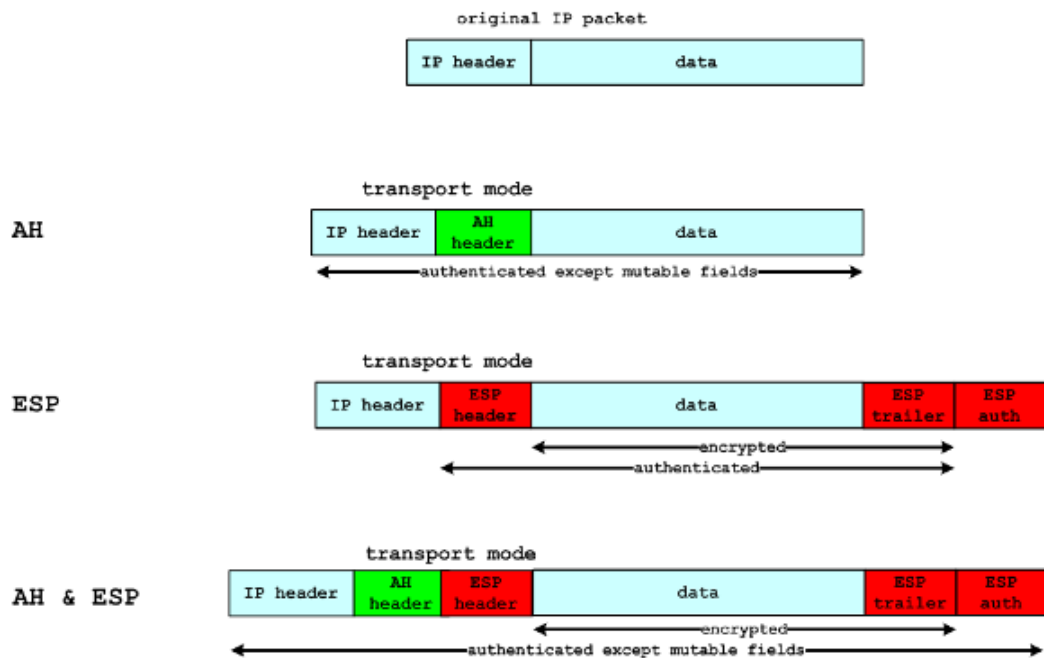 original IP packet
IP header data
transport mode
AH
IP header AH header data
authenticated except mutable fields
transport mode
ESP
IP header ESP header data ESP trailer ESP auth
encrypted
authenticated
transport mode
AH & ESP
IP header AH header ESP header data ESP trailer ESP auth
encrypted
authenticated except mutable fields